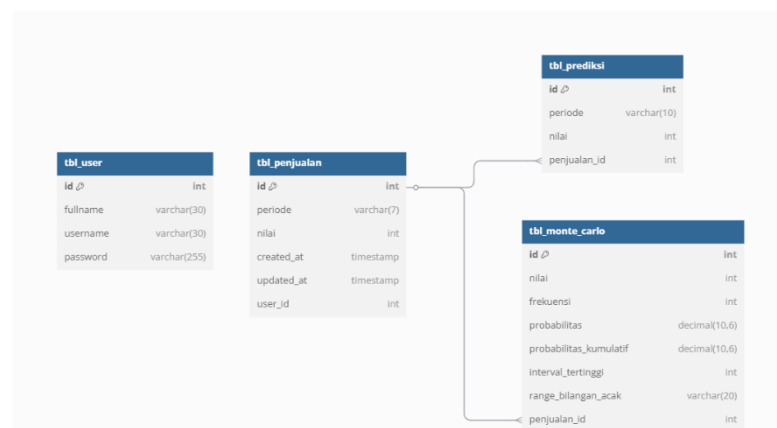 tbl_prediksi
id int
periode varchar(10)
nilai int
penjualan_id int
tbl_user
id int
fullname varchar(30)
username varchar(30)
password varchar(255)
tbl_penjualan
id int
periode varchar(7)
nilai int
created_at timestamp
updated_at timestamp
user_id int
tbl_monte_carlo
id int
nilai int
frekuensi int
probabilitas decimal(10,6)
probabilitas_kumulatif decimal(10,6)
interval_tertinggi int
range_bilangan_acak varchar(20)
penjualan_id int